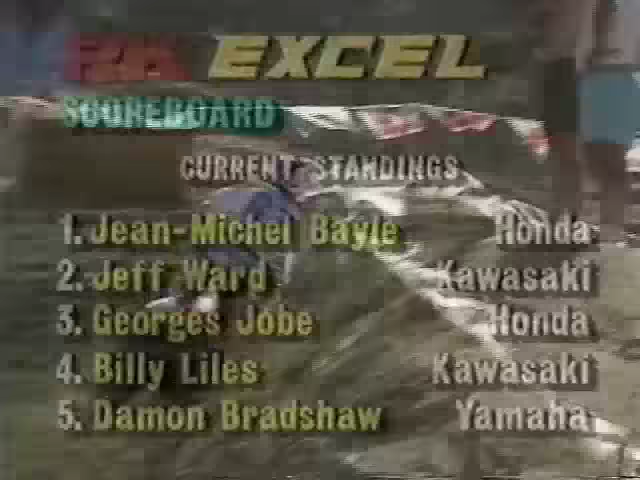 RK EXCEL
SCOREBOARD
CURRENT STANDINGS
1. Jean-Michel Bayle Honda
2. Jeff Ward Kawasaki
3. Georges Jobe Honda
4. Billy Liles Kawasaki
5. Damon Bradshaw Yamaha